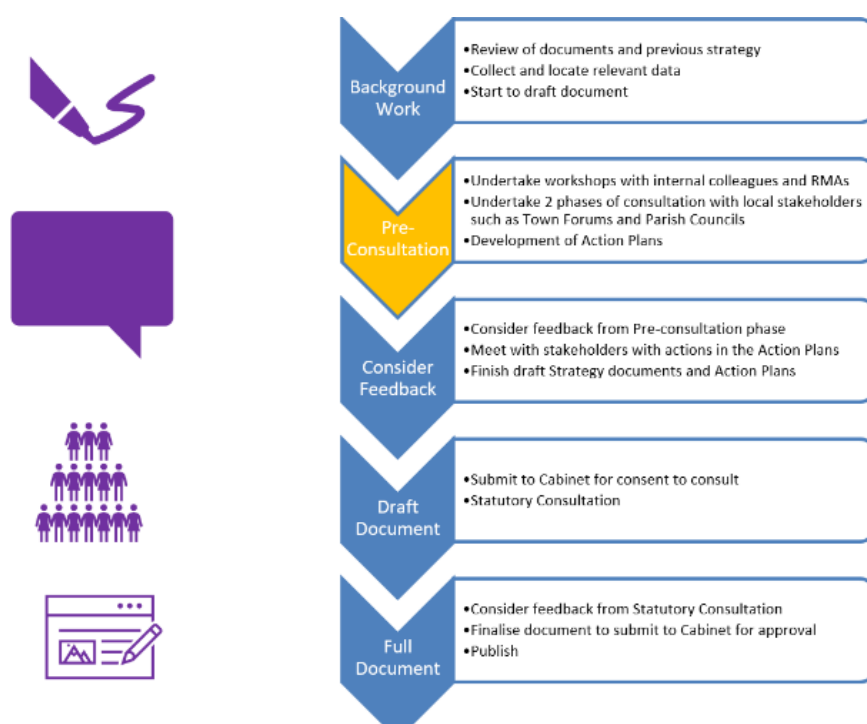 Background
Work
•Review of documents and previous strategy
•Collect and locate relevant data
•Start to draft document
Pre-
Consultation
•Undertake workshops with internal colleagues and RMAs
•Undertake 2 phases of consultation with local stakeholders
such as Town Forums and Parish Councils
•Development of Action Plans
Consider
Feedback
•Consider feedback from Pre-consultation phase
•Meet with stakeholders with actions in the Action Plans
•Finish draft Strategy documents and Action Plans
Draft
Document
•Submit to Cabinet for consent to consult
•Statutory Consultation
Full
Document
•Consider feedback from Statutory Consultation
•Finalise document to submit to Cabinet for approval
•Publish